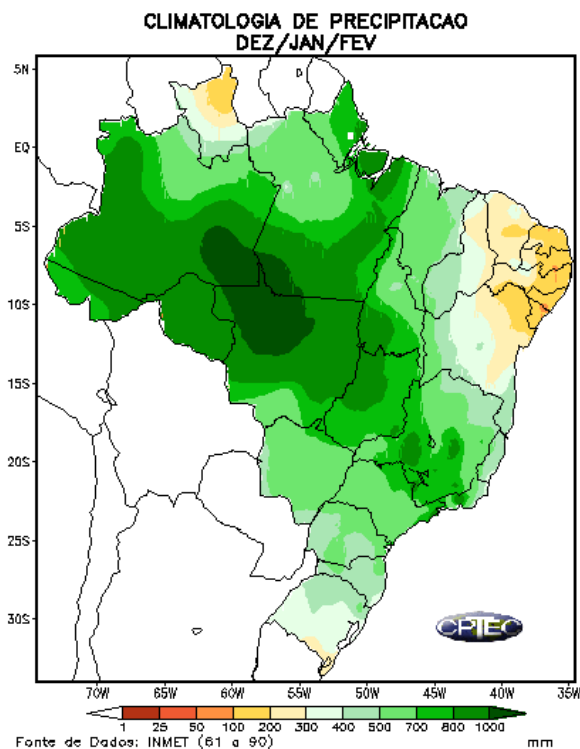 CLIMATOLOGIA DE PRECIPITACAO
DEZ/JAN/FEV
5N
EQ
5S
10S
15S
20S
25S
30S
70W 65W 60W 55W 50W 45W 40W 35W
CPTEC
1 25 50 100 200 300 400 500 700 800 1000
Fonte de Dados: INMET (61 a 90) mm